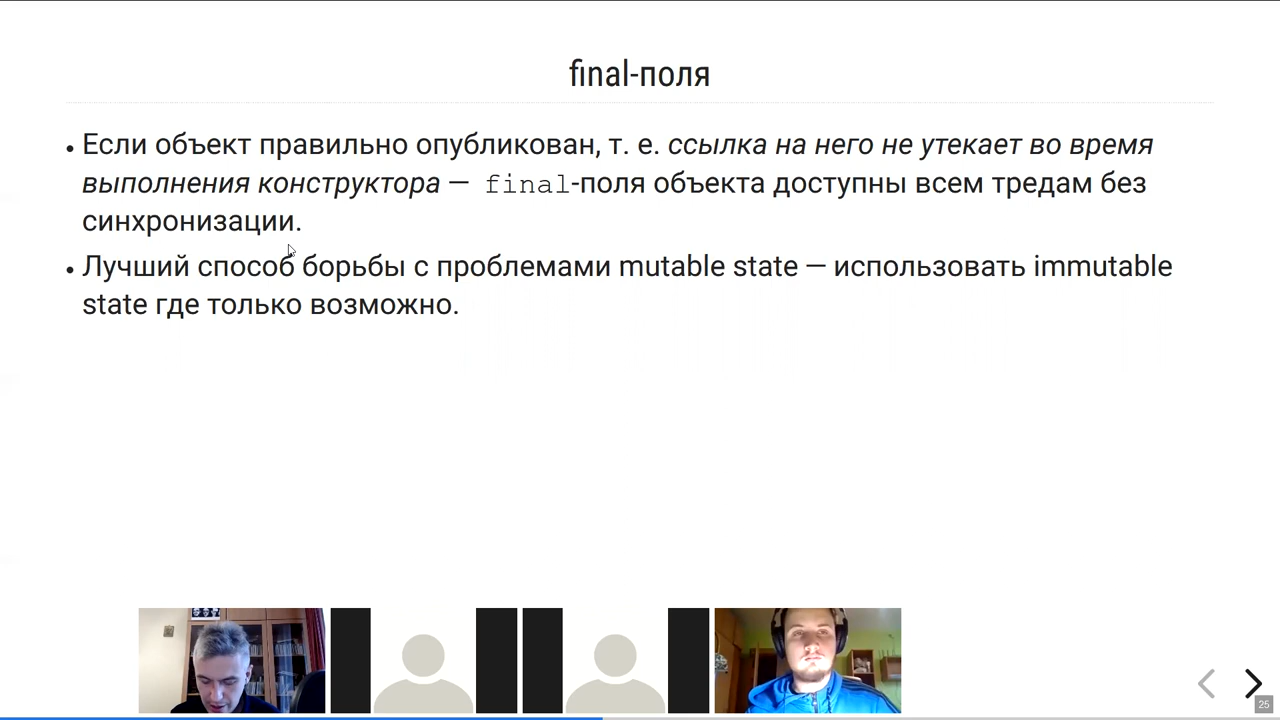 final-поля
• Если объект правильно опубликован, т. е. ссылка на него не утекает во время
выполнения конструктора — final-поля объекта доступны всем тредам без
синхронизации.
• Лучший способ борьбы с проблемами mutable state — использовать immutable
state где только возможно.
25